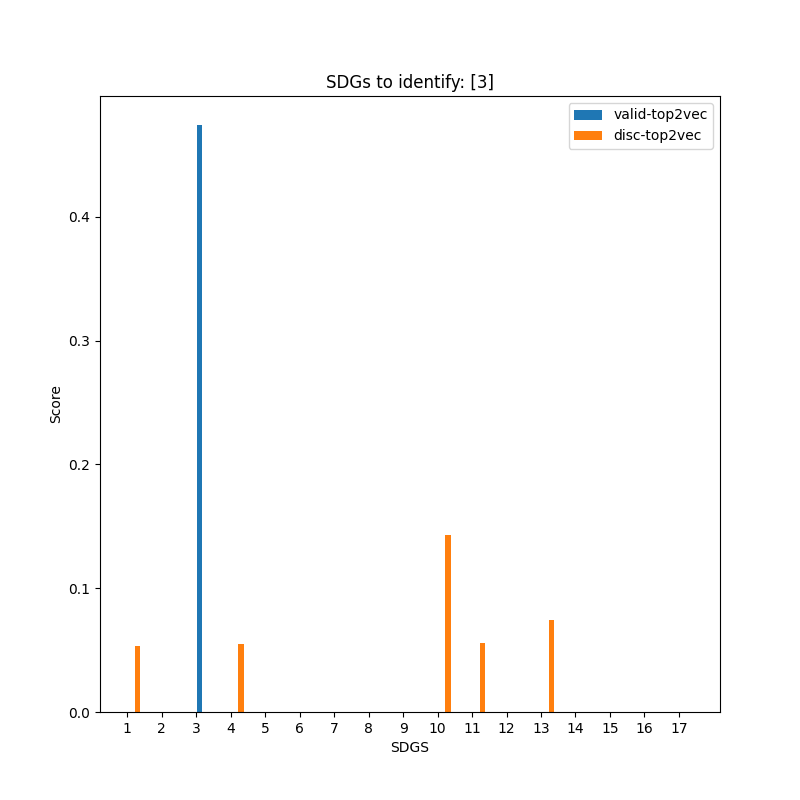 SDGs to identify: [3]
valid-top2vec
disc-top2vec
0.4
0.3
0.2
0.1
0.0
Score
1 2 3 4 5 6 7 8 9 10 11 12 13 14 15 16 17
SDGS